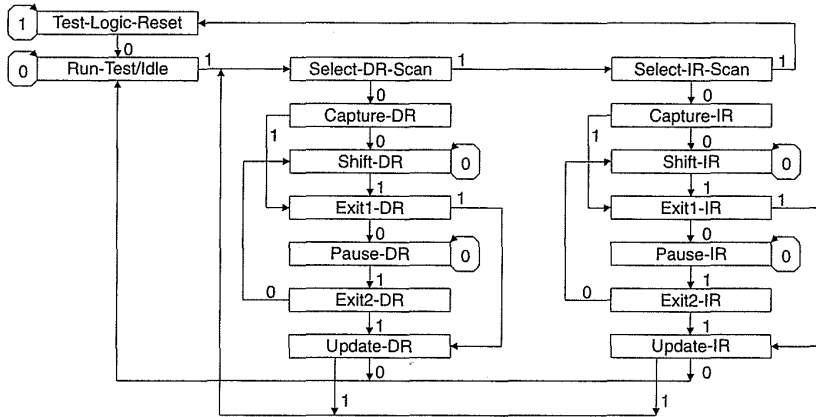 1 Test-Logic-Reset
0
0 Run-Test/Idle 1 Select-DR-Scan 1 Select-IR-Scan 1
0 0
Capture-DR Capture-IR
1 0 1 0
Shift-DR 0 Shift-IR 0
1 1
Exit1-DR 1 Exit1-IR 1
0 0
Pause-DR 0 Pause-IR 0
1 1
0 Exit2-DR 0 Exit2-IR
1 1
Update-DR Update-IR
0 0
1 1